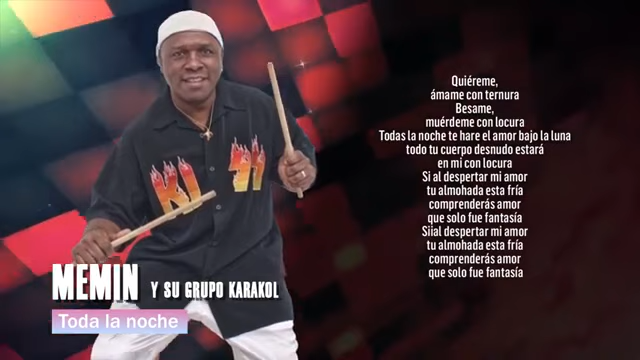 Quiéreme,
ámame con ternura
Besame,
muérdeme con locura
Todas la noche te hare el amor bajo la luna
todo tu cuerpo desnudo estará
en mi con locura
Si al despertar mi amor
tu almohada esta fría
comprenderás amor
que solo fue fantasía
Siial despertar mi amor
tu almohada esta fría
comprenderás amor
que solo fue fantasía
KISS
MEMIN Y SU GRUPO KARAKOL
Toda la noche